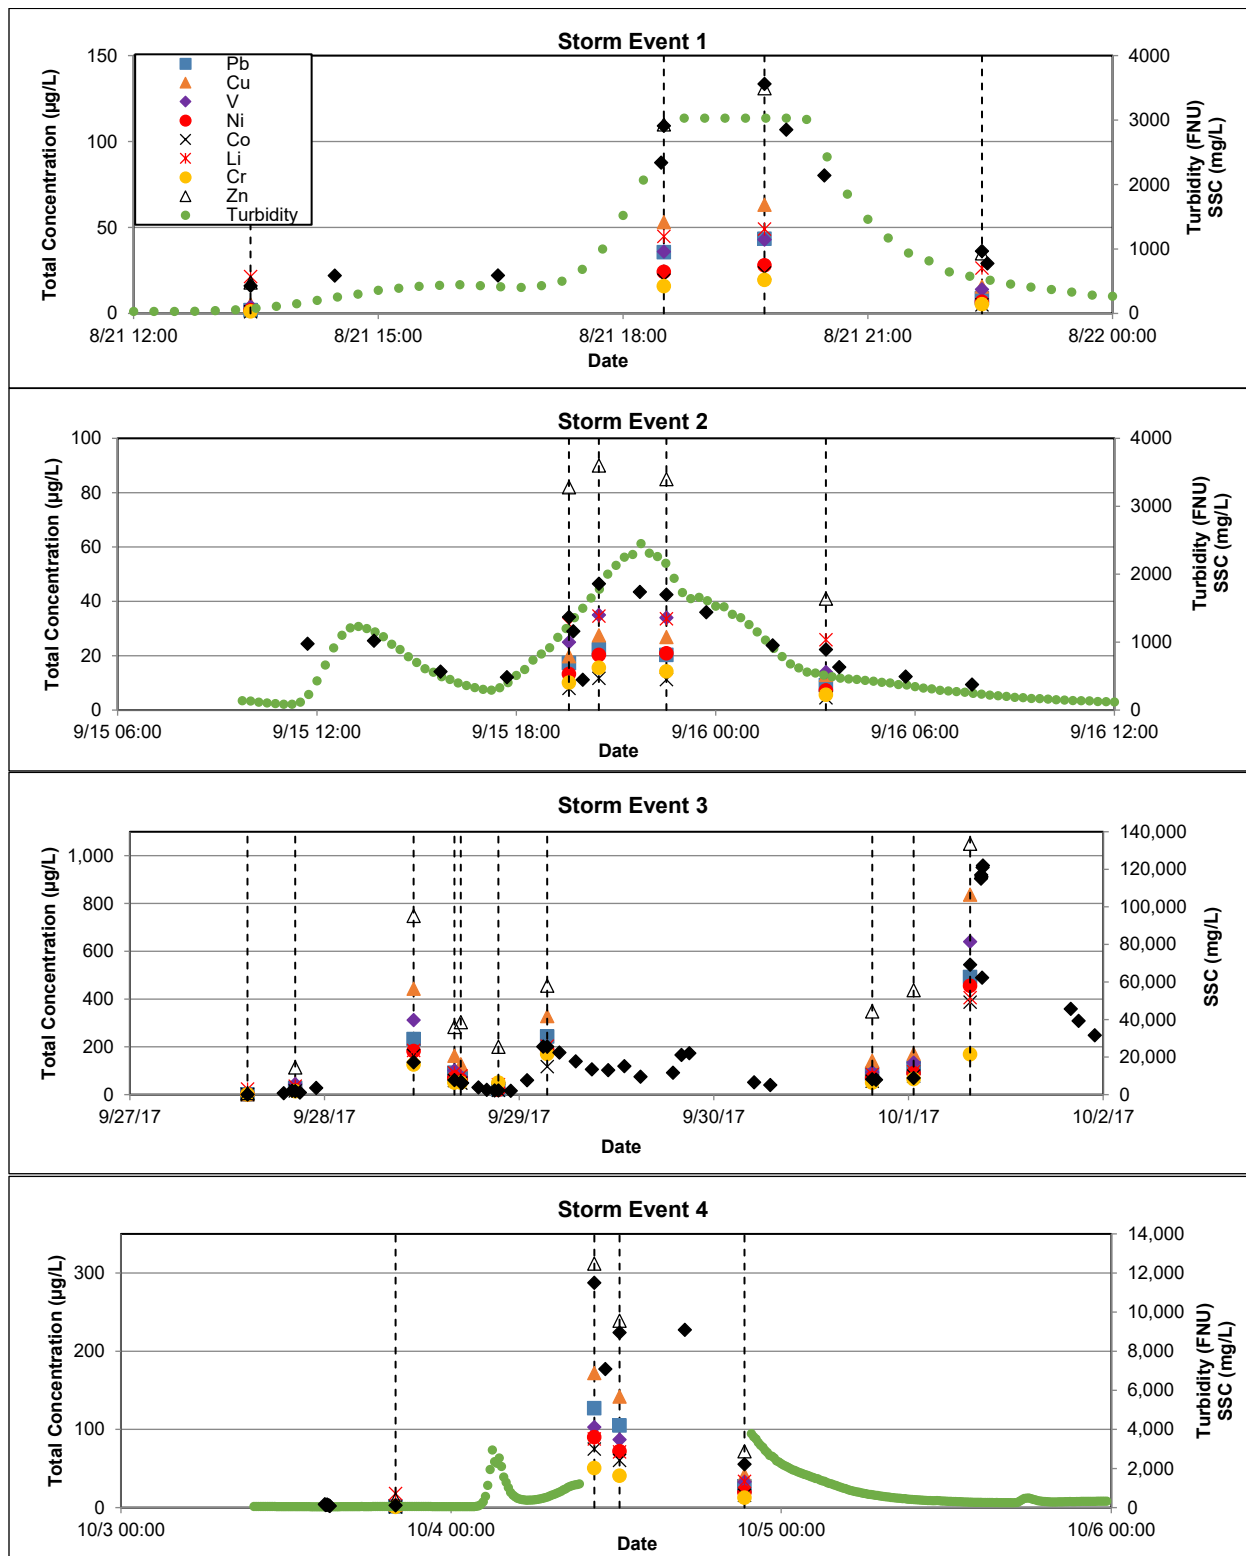 Storm Event 1
Total Concentration (µg/L)
150
100
50
0
Pb
Cu
V
Ni
Co
Li
Cr
Zn
Turbidity
4000
3000
2000
1000
0
Turbidity (FNU)
SSC (mg/L)
8/21 12:00
8/21 15:00
8/21 18:00
8/21 21:00
8/22 00:00
Date
Storm Event 2
Total Concentration (µg/L)
100
80
60
40
20
0
4000
3000
2000
1000
0
Turbidity (FNU)
SSC (mg/L)
9/15 06:00
9/15 12:00
9/15 18:00
9/16 00:00
9/16 06:00
9/16 12:00
Date
Storm Event 3
Total Concentration (µg/L)
1,000
800
600
400
200
0
140,000
120,000
100,000
80,000
60,000
40,000
20,000
0
SSC (mg/L)
9/27/17
9/28/17
9/29/17
9/30/17
10/1/17
10/2/17
Date
Storm Event 4
Total Concentration (µg/L)
300
200
100
0
14,000
12,000
10,000
8,000
6,000
4,000
2,000
0
Turbidity (FNU)
SSC (mg/L)
10/3 00:00
10/4 00:00
10/5 00:00
10/6 00:00
Date